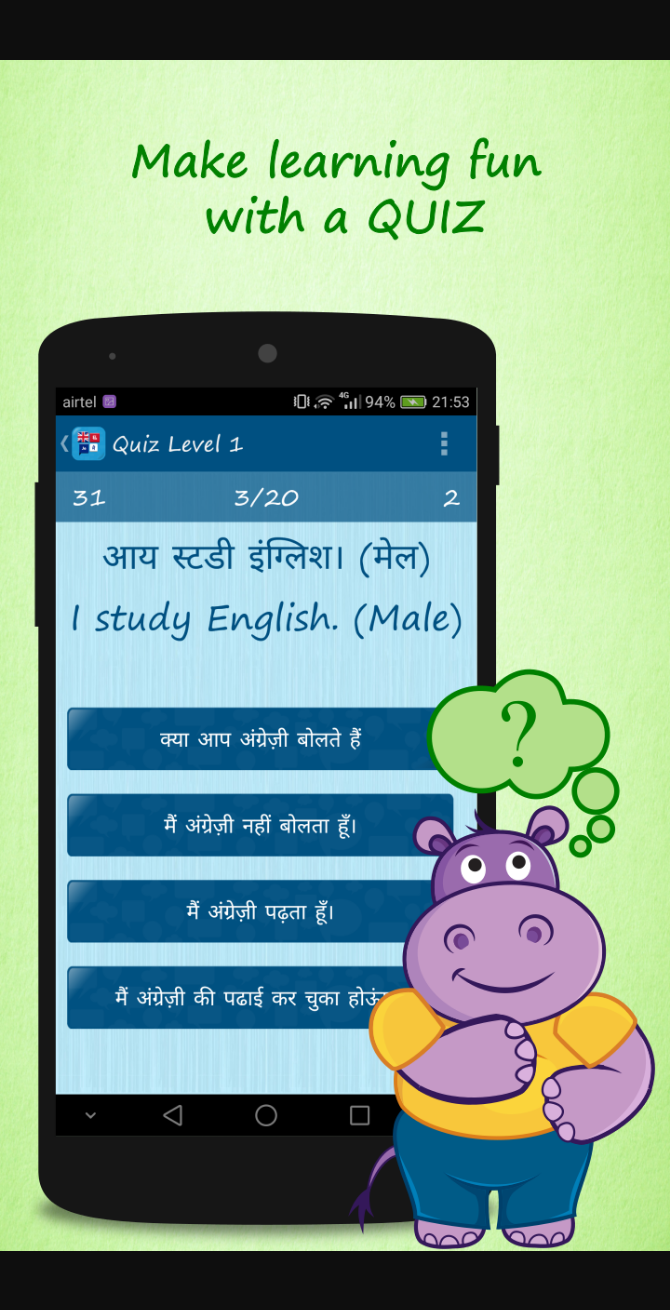 Make learning fun
with a QUIZ
airtel
4G
94%
21:53
Quiz Level 1
31
3/20
2
आय स्टडी इंग्लिश। (मेल)
I study English. (Male)
क्या आप अंग्रेज़ी बोलते हैं
मैं अंग्रेज़ी नहीं बोलता हूँ।
मैं अंग्रेज़ी पढ़ता हूँ।
मैं अंग्रेज़ी की पढाई कर चुका
?